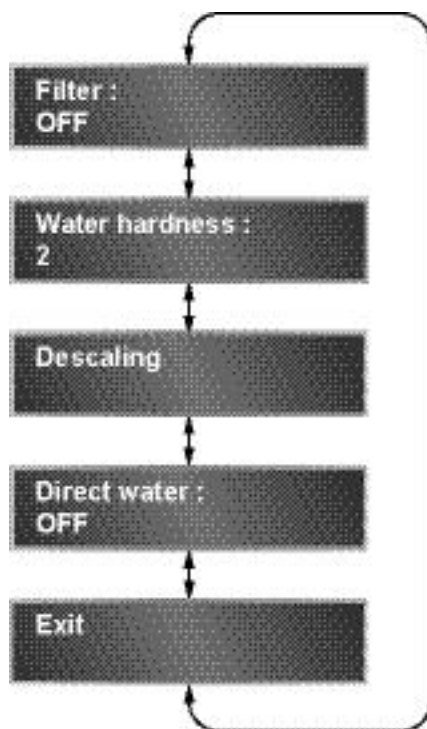 Filter :
OFF
Water hardness :
2
Descaling
Direct water :
OFF
Exit